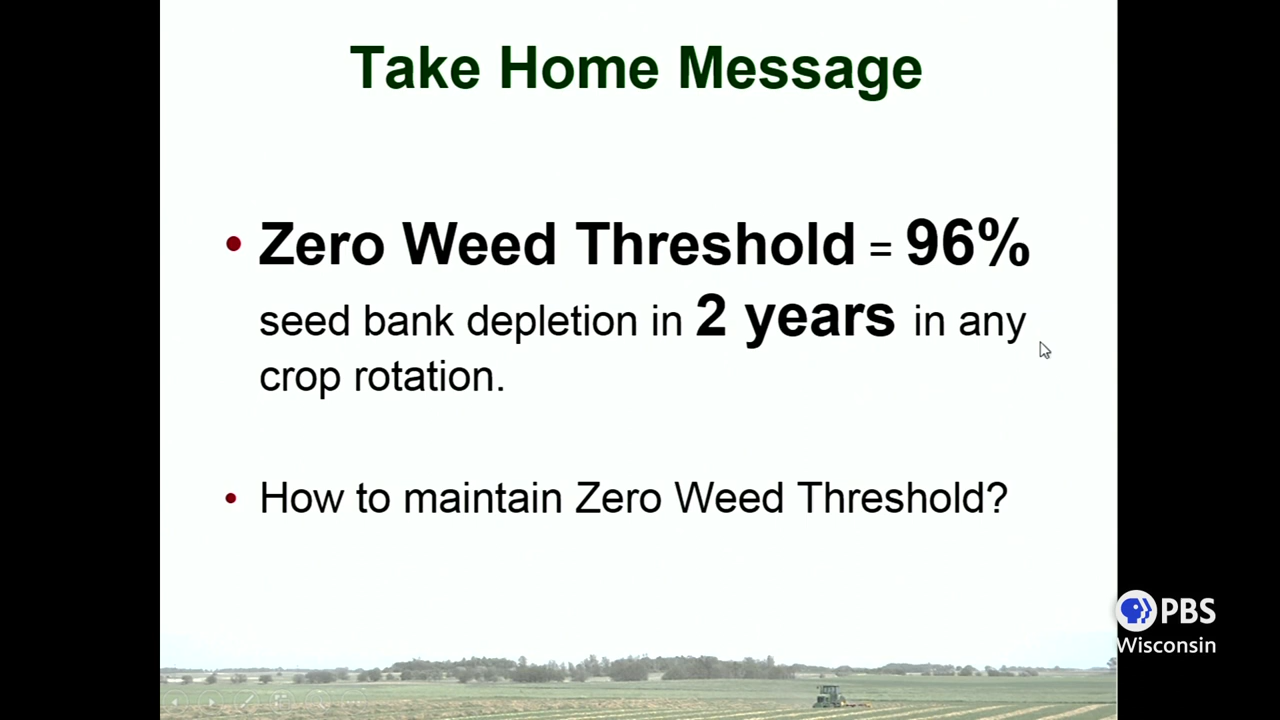 Take Home Message
• Zero Weed Threshold = 96%
seed bank depletion in 2 years in any
crop rotation.
• How to maintain Zero Weed Threshold?
PBS
Wisconsin